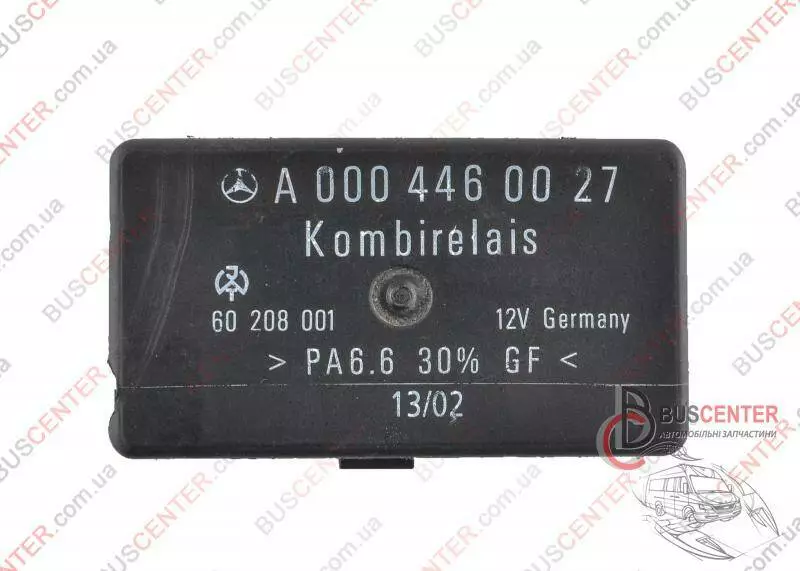 A 000 446 00 27
Kombirelais
60 208 001
12V Germany
> PA6.6 30% GF <
13/02
BUSCENTER
АВТОМОБІЛЬНІ ЗАПЧАСТИНИ
BUSCENTER.com.ua